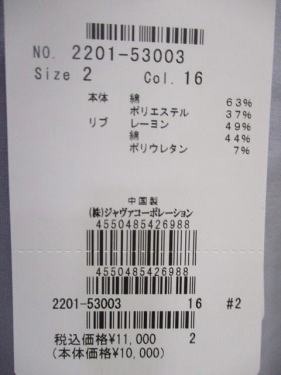 NO. 2201-53003
Size 2 Col. 16
本体 綿 63%
ポリエステル 37%
リブ レーヨン 49%
綿 44%
ポリウレタン 7%
中国製
(株)ジャヴァコーポレーション
4550485426988
4550485426988
2201-53003 16 #2
税込価格¥11,000 2
(本体価格¥10,000)